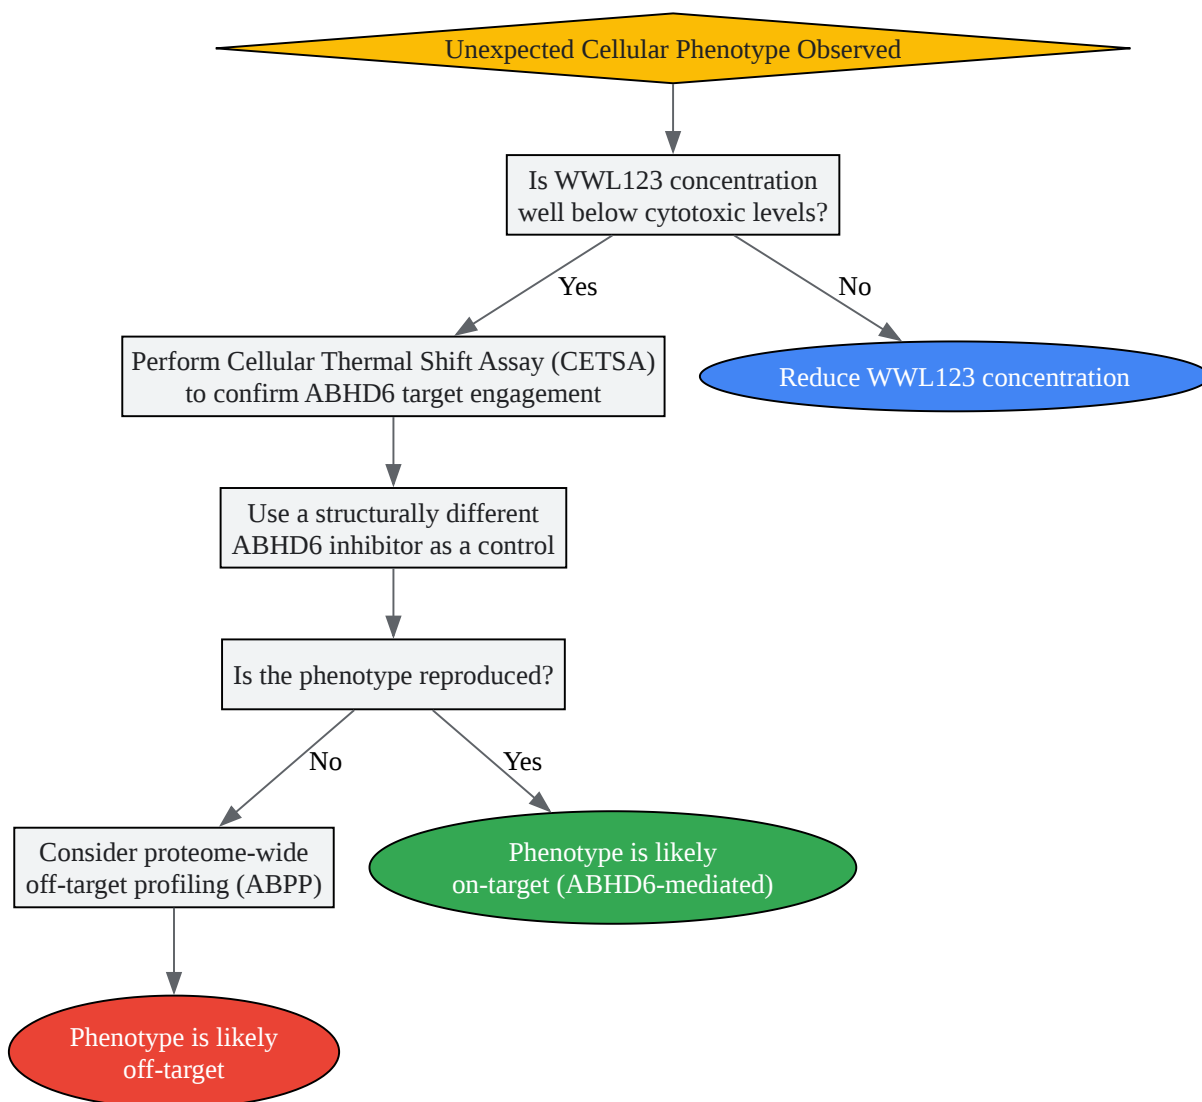 Unexpected Cellular Phenotype Observed
Is WWL123 concentration
well below cytotoxic levels?
Yes
No
Perform Cellular Thermal Shift Assay (CETSA)
to confirm ABHD6 target engagement
Reduce WWL123 concentration
Use a structurally different
ABHD6 inhibitor as a control
Is the phenotype reproduced?
No
Yes
Consider proteome-wide
off-target profiling (ABPP)
Phenotype is likely
on-target (ABHD6-mediated)
Phenotype is likely
off-target